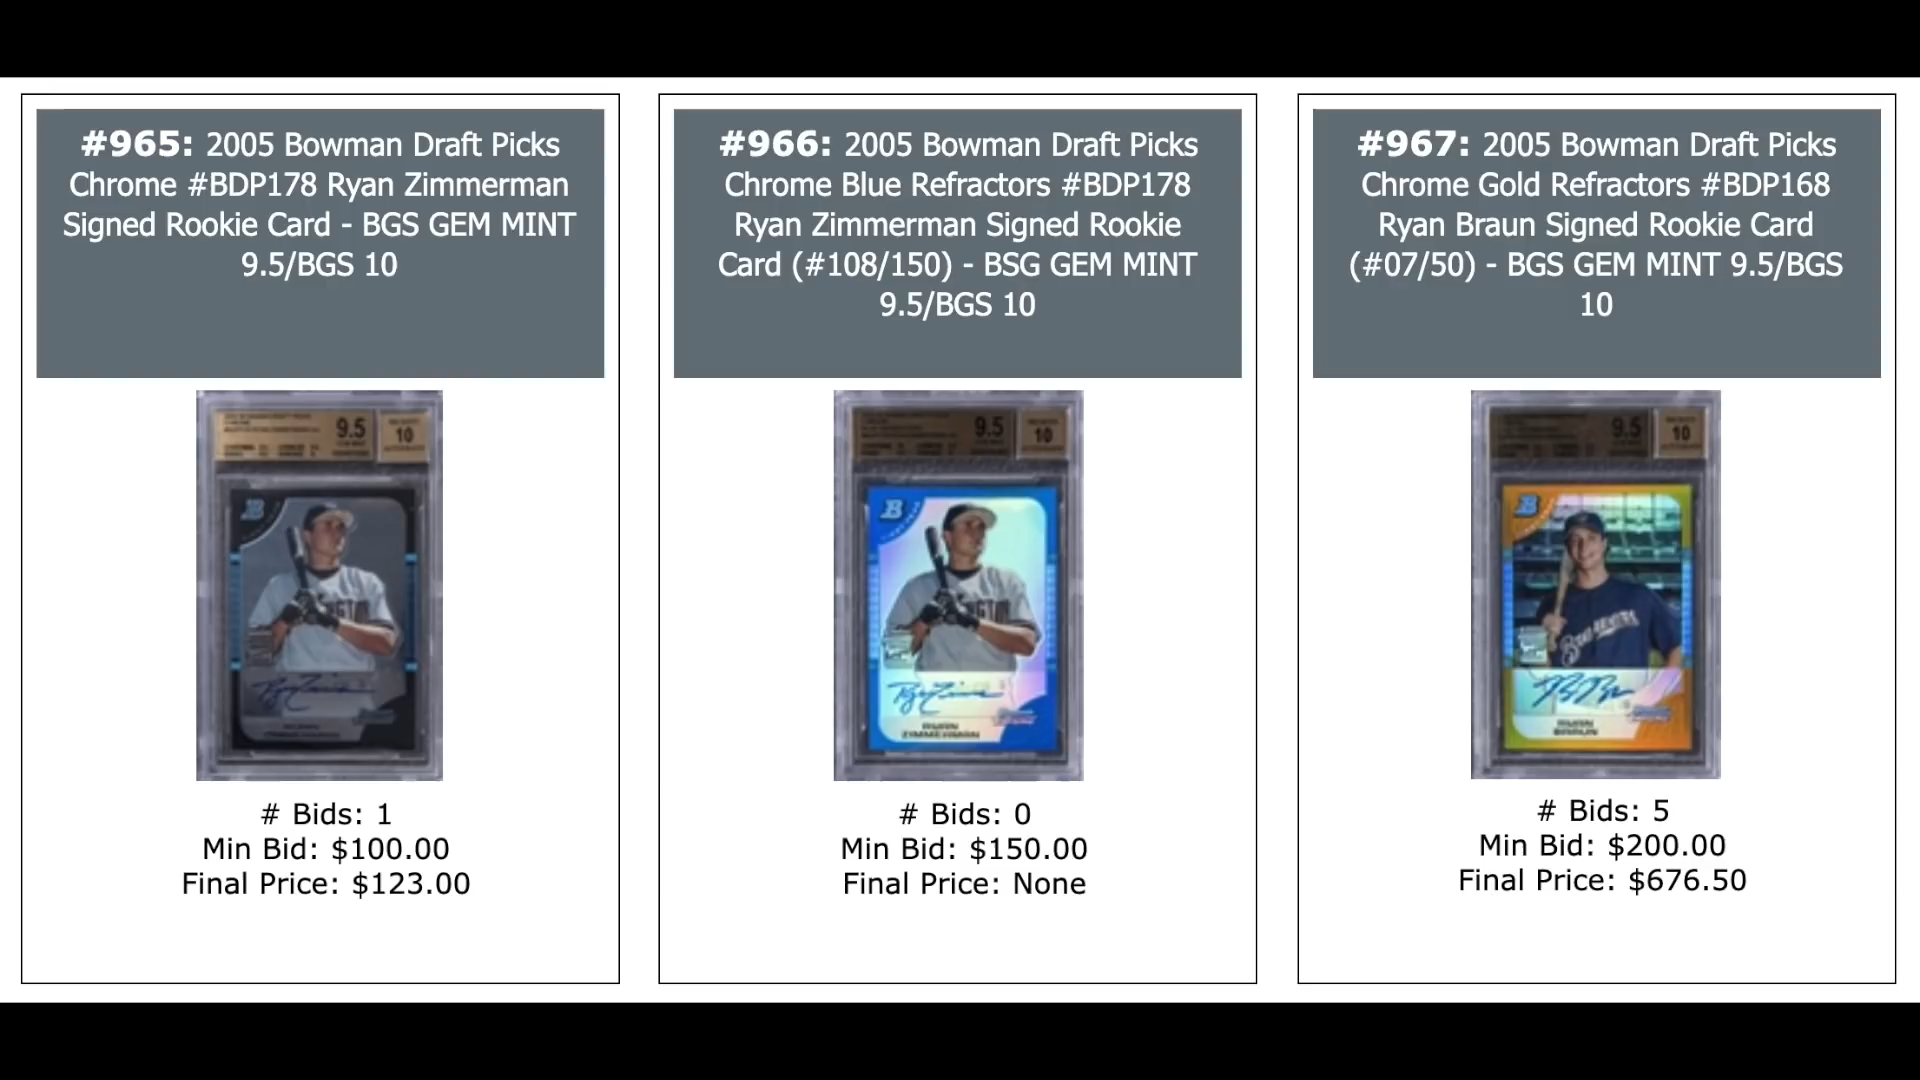 #965: 2005 Bowman Draft Picks
Chrome #BDP178 Ryan Zimmerman
Signed Rookie Card - BGS GEM MINT
9.5/BGS 10
9.5
10
B
# Bids: 1
Min Bid: $100.00
Final Price: $123.00
#966: 2005 Bowman Draft Picks
Chrome Blue Refractors #BDP178
Ryan Zimmerman Signed Rookie
Card (#108/150) - BSG GEM MINT
9.5/BGS 10
9.5
10
B
RYAN
ZIMMERMAN
# Bids: 0
Min Bid: $150.00
Final Price: None
#967: 2005 Bowman Draft Picks
Chrome Gold Refractors #BDP168
Ryan Braun Signed Rookie Card
(#07/50) - BGS GEM MINT 9.5/BGS
10
9.5
10
B
RYAN
BRAUN
# Bids: 5
Min Bid: $200.00
Final Price: $676.50